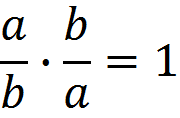 a/b · b/a = 1